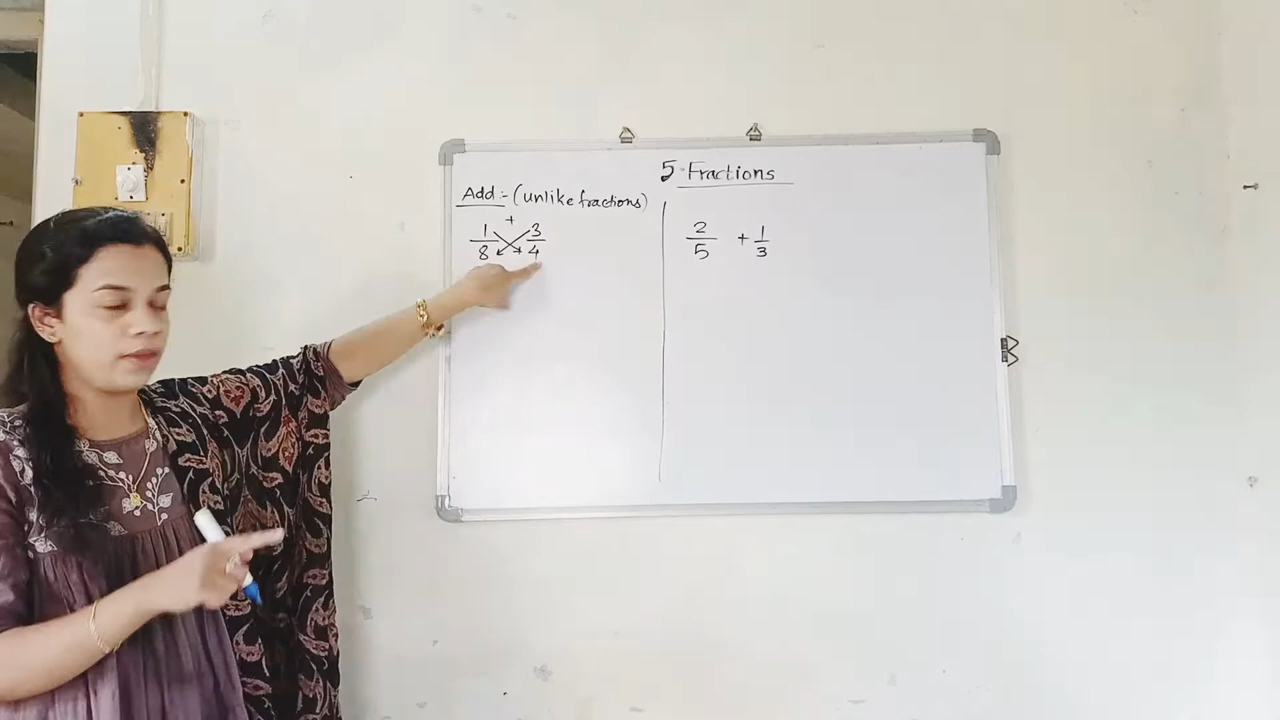 5. Fractions
Add :- (unlike fractions)
1/8 + 3/4
2/5 + 1/3